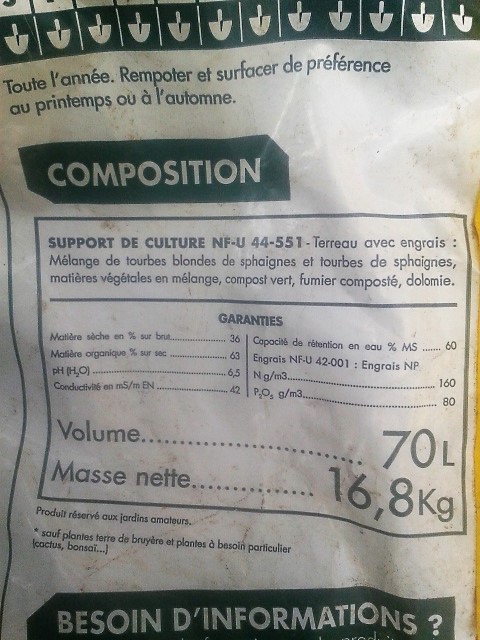 Toute l'année. Rempoter et surfacer de préférence
au printemps ou à l'automne.
COMPOSITION
SUPPORT DE CULTURE NF-U 44-551 - Terreau avec engrais :
Mélange de tourbes blondes de sphaignes et tourbes de sphaignes,
matières végétales en mélange, compost vert, fumier composté, dolomie.
GARANTIES
Matière sèche en % sur brut........ 36
Matière organique % sur sec ........ 63
pH (H₂O) ........ 6,5
Conductivité en mS/m EN ........ 42
Capacité de rétention en eau % MS ...... 60
Engrais NF-U 42-001 : Engrais NP
N g/m3........ 160
P₂O₅ g/m3........ 80
Volume........ 70L
Masse nette........ 16,8Kg
Produit réservé aux jardins amateurs.
* sauf plantes terre de bruyère et plantes à besoin particulier
(cactus, bonsaï...)
BESOIN D'INFORMATIONS ?